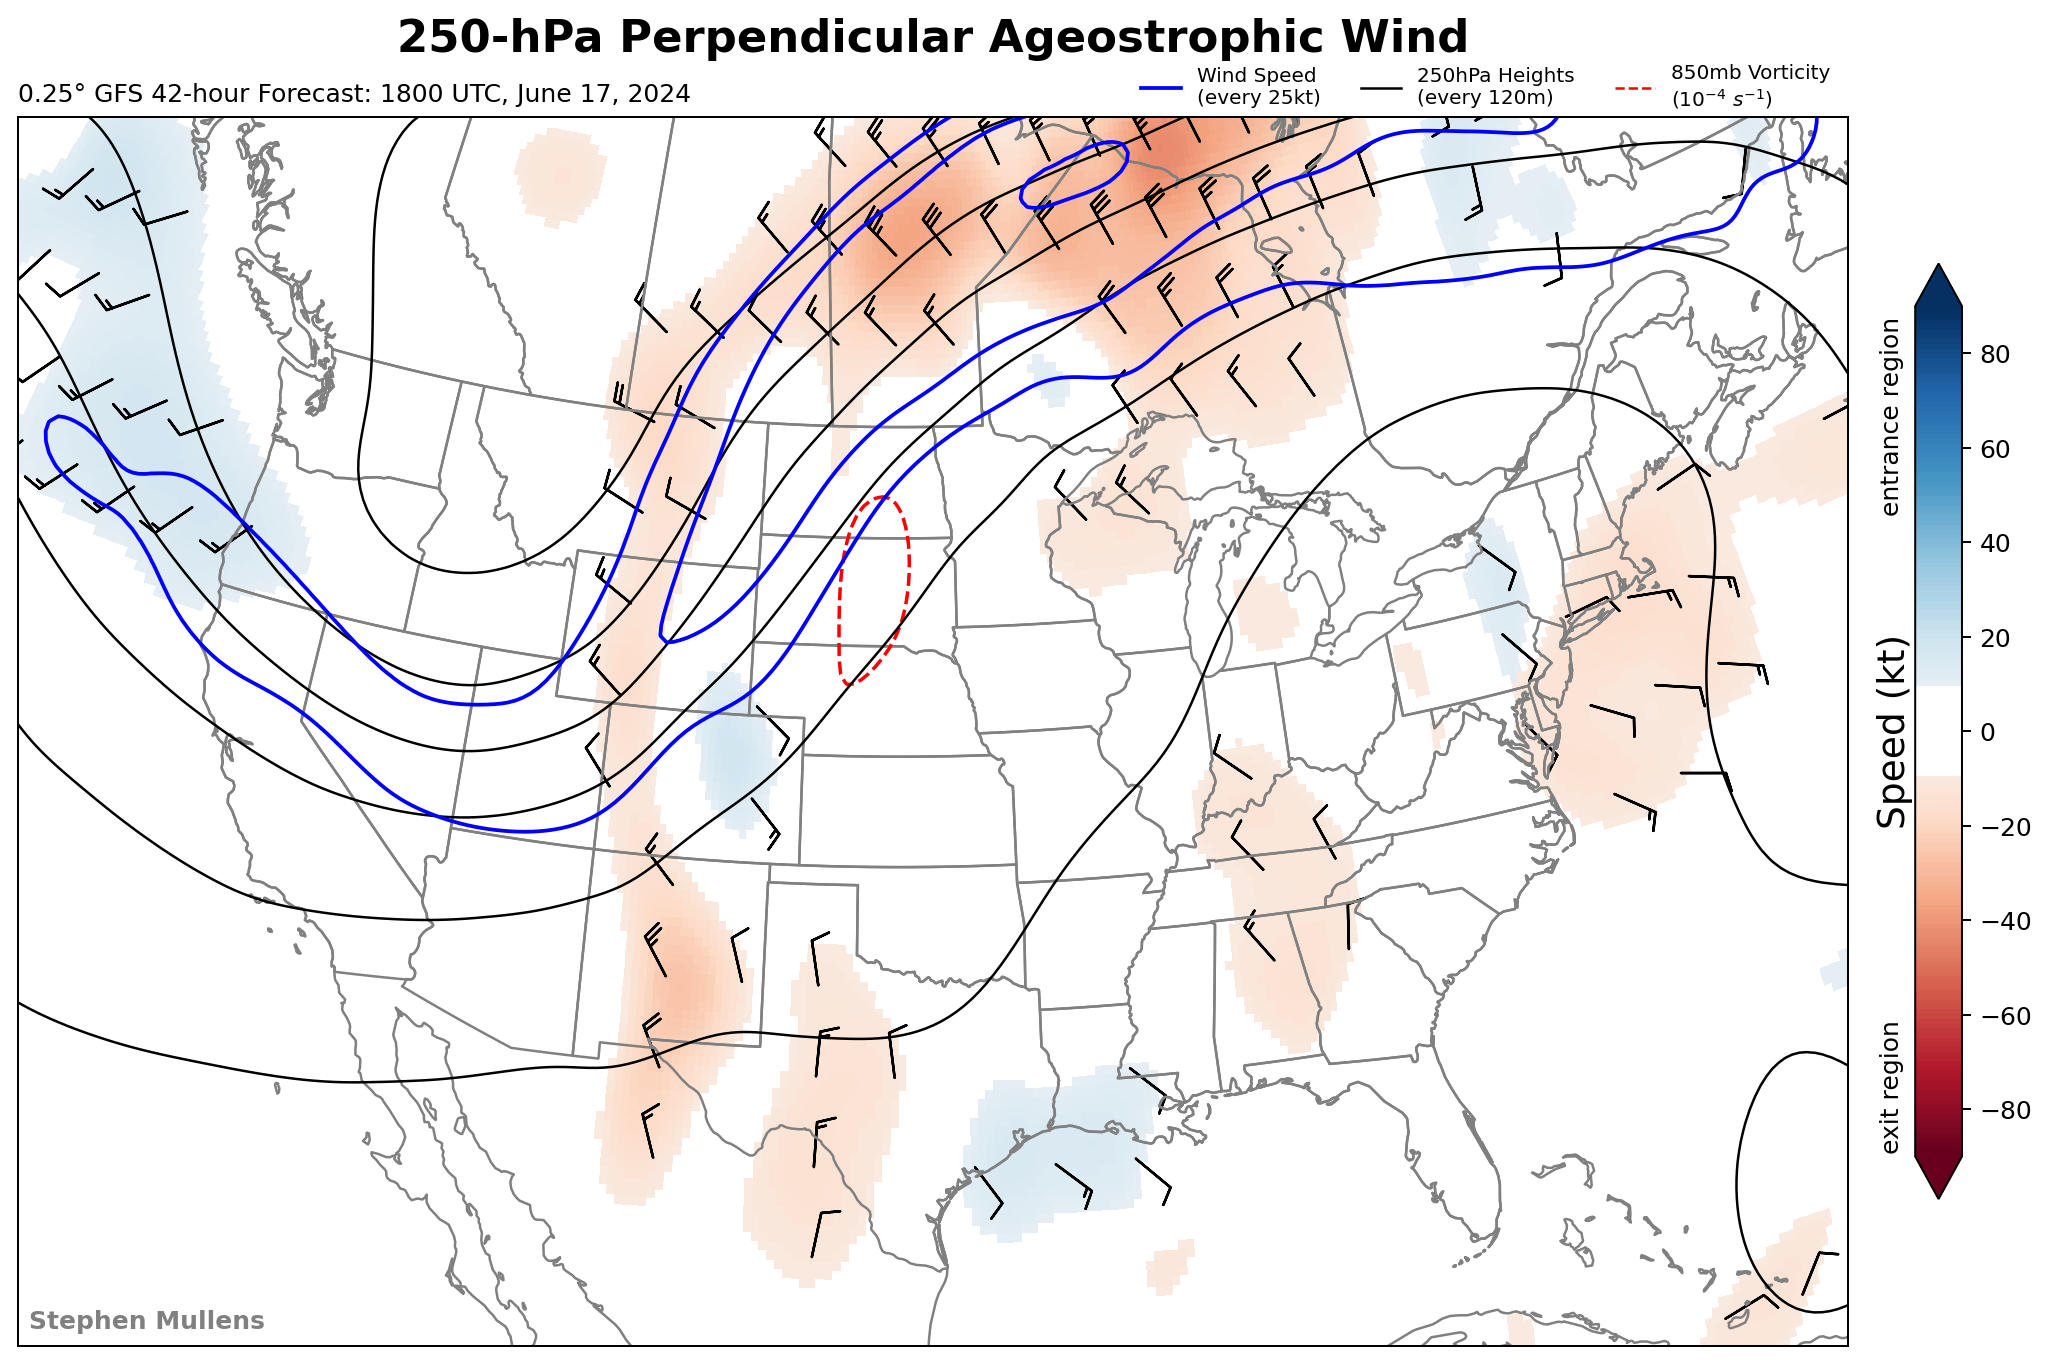 250-hPa Perpendicular Ageostrophic Wind
0.25° GFS 42-hour Forecast: 1800 UTC, June 17, 2024
Wind Speed
(every 25kt)
250hPa Heights
(every 120m)
850mb Vorticity
(10⁻⁴ s⁻¹)
entrance region
Speed (kt)
exit region
80
60
40
20
0
−20
−40
−60
−80
Stephen Mullens